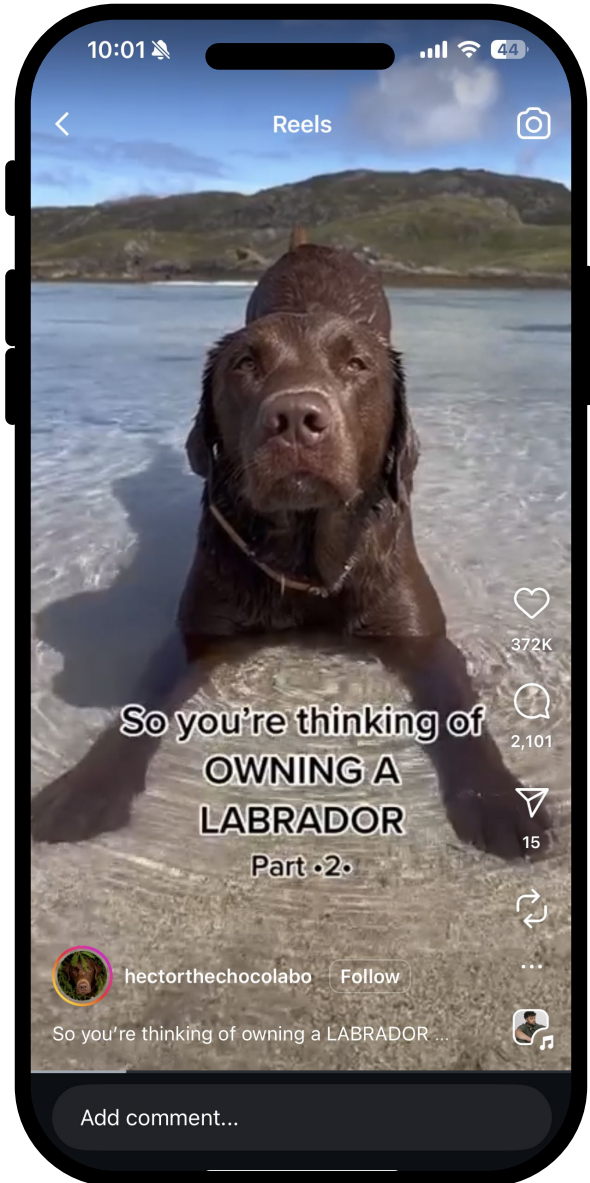 10:01
44
Reels
372K
2,101
15
So you're thinking of
OWNING A
LABRADOR
Part •2•
hectorthechocolabo
Follow
So you're thinking of owning a LABRADOR ...
Add comment...